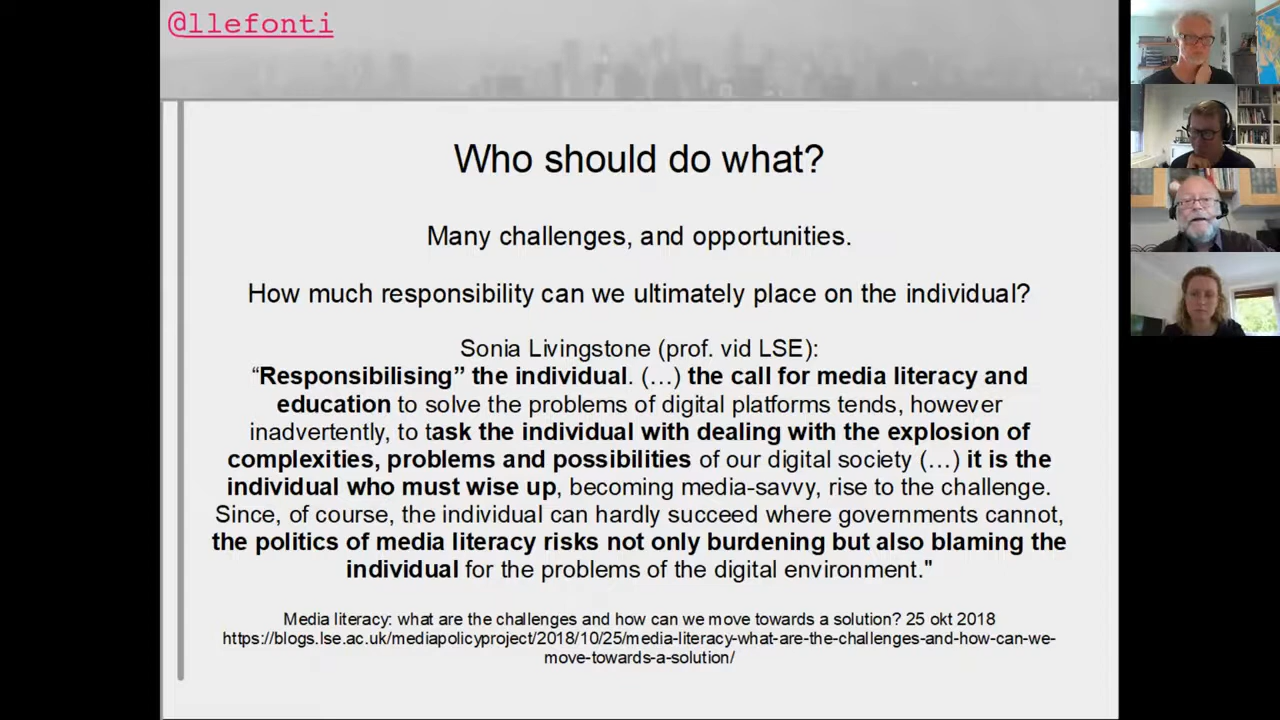 @llefonti
Who should do what?
Many challenges, and opportunities.
How much responsibility can we ultimately place on the individual?
Sonia Livingstone (prof. vid LSE):
“Responsibilising” the individual. (…) the call for media literacy and
education to solve the problems of digital platforms tends, however
inadvertently, to task the individual with dealing with the explosion of
complexities, problems and possibilities of our digital society (…) it is the
individual who must wise up, becoming media-savvy, rise to the challenge.
Since, of course, the individual can hardly succeed where governments cannot,
the politics of media literacy risks not only burdening but also blaming the
individual for the problems of the digital environment."
Media literacy: what are the challenges and how can we move towards a solution? 25 okt 2018
https://blogs.lse.ac.uk/mediapolicyproject/2018/10/25/media-literacy-what-are-the-challenges-and-how-can-we-
move-towards-a-solution/